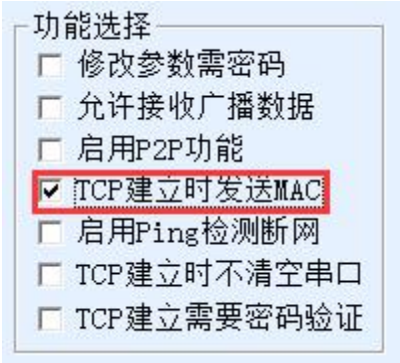 功能选择
修改参数需密码
允许接收广播数据
启用P2P功能
TCP建立时发送MAC
启用Ping检测断网
TCP建立时不清空串口
TCP建立需要密码验证